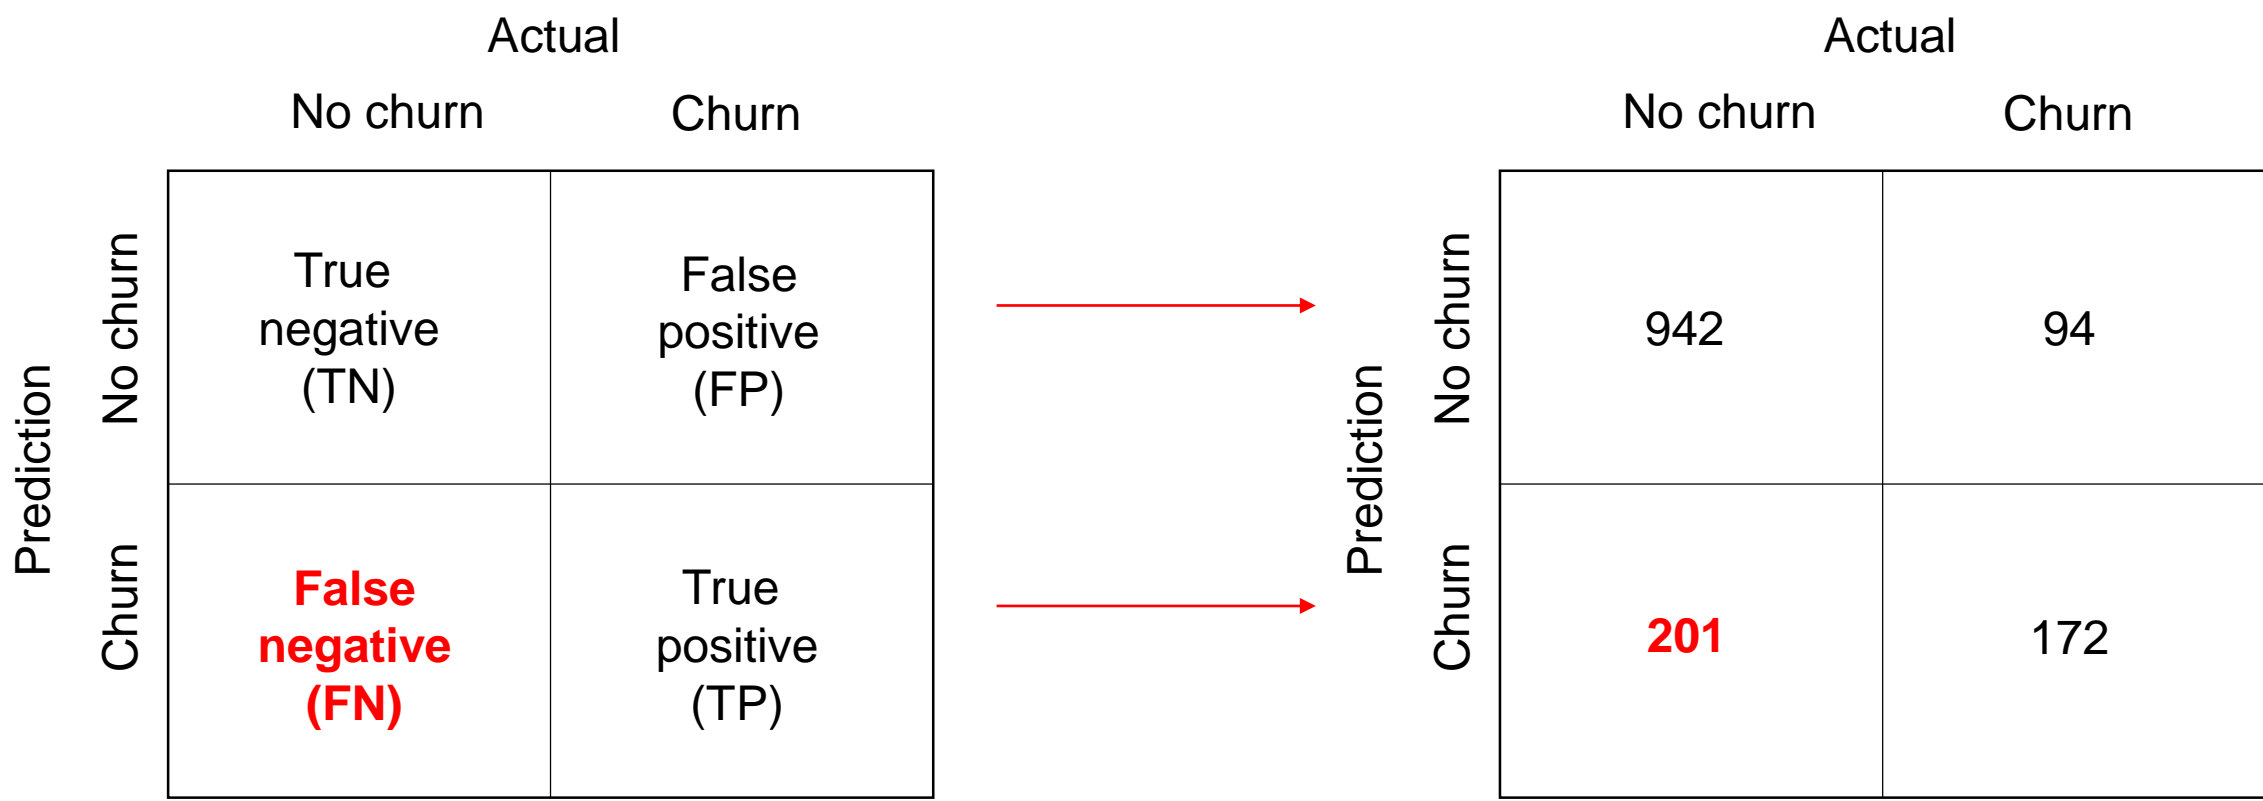 Actual
No churn
Churn
Prediction
No churn
True
negative
(TN)
False
positive
(FP)
Churn
False
negative
(FN)
True
positive
(TP)
Actual
No churn
Churn
Prediction
No churn
942
94
Churn
201
172